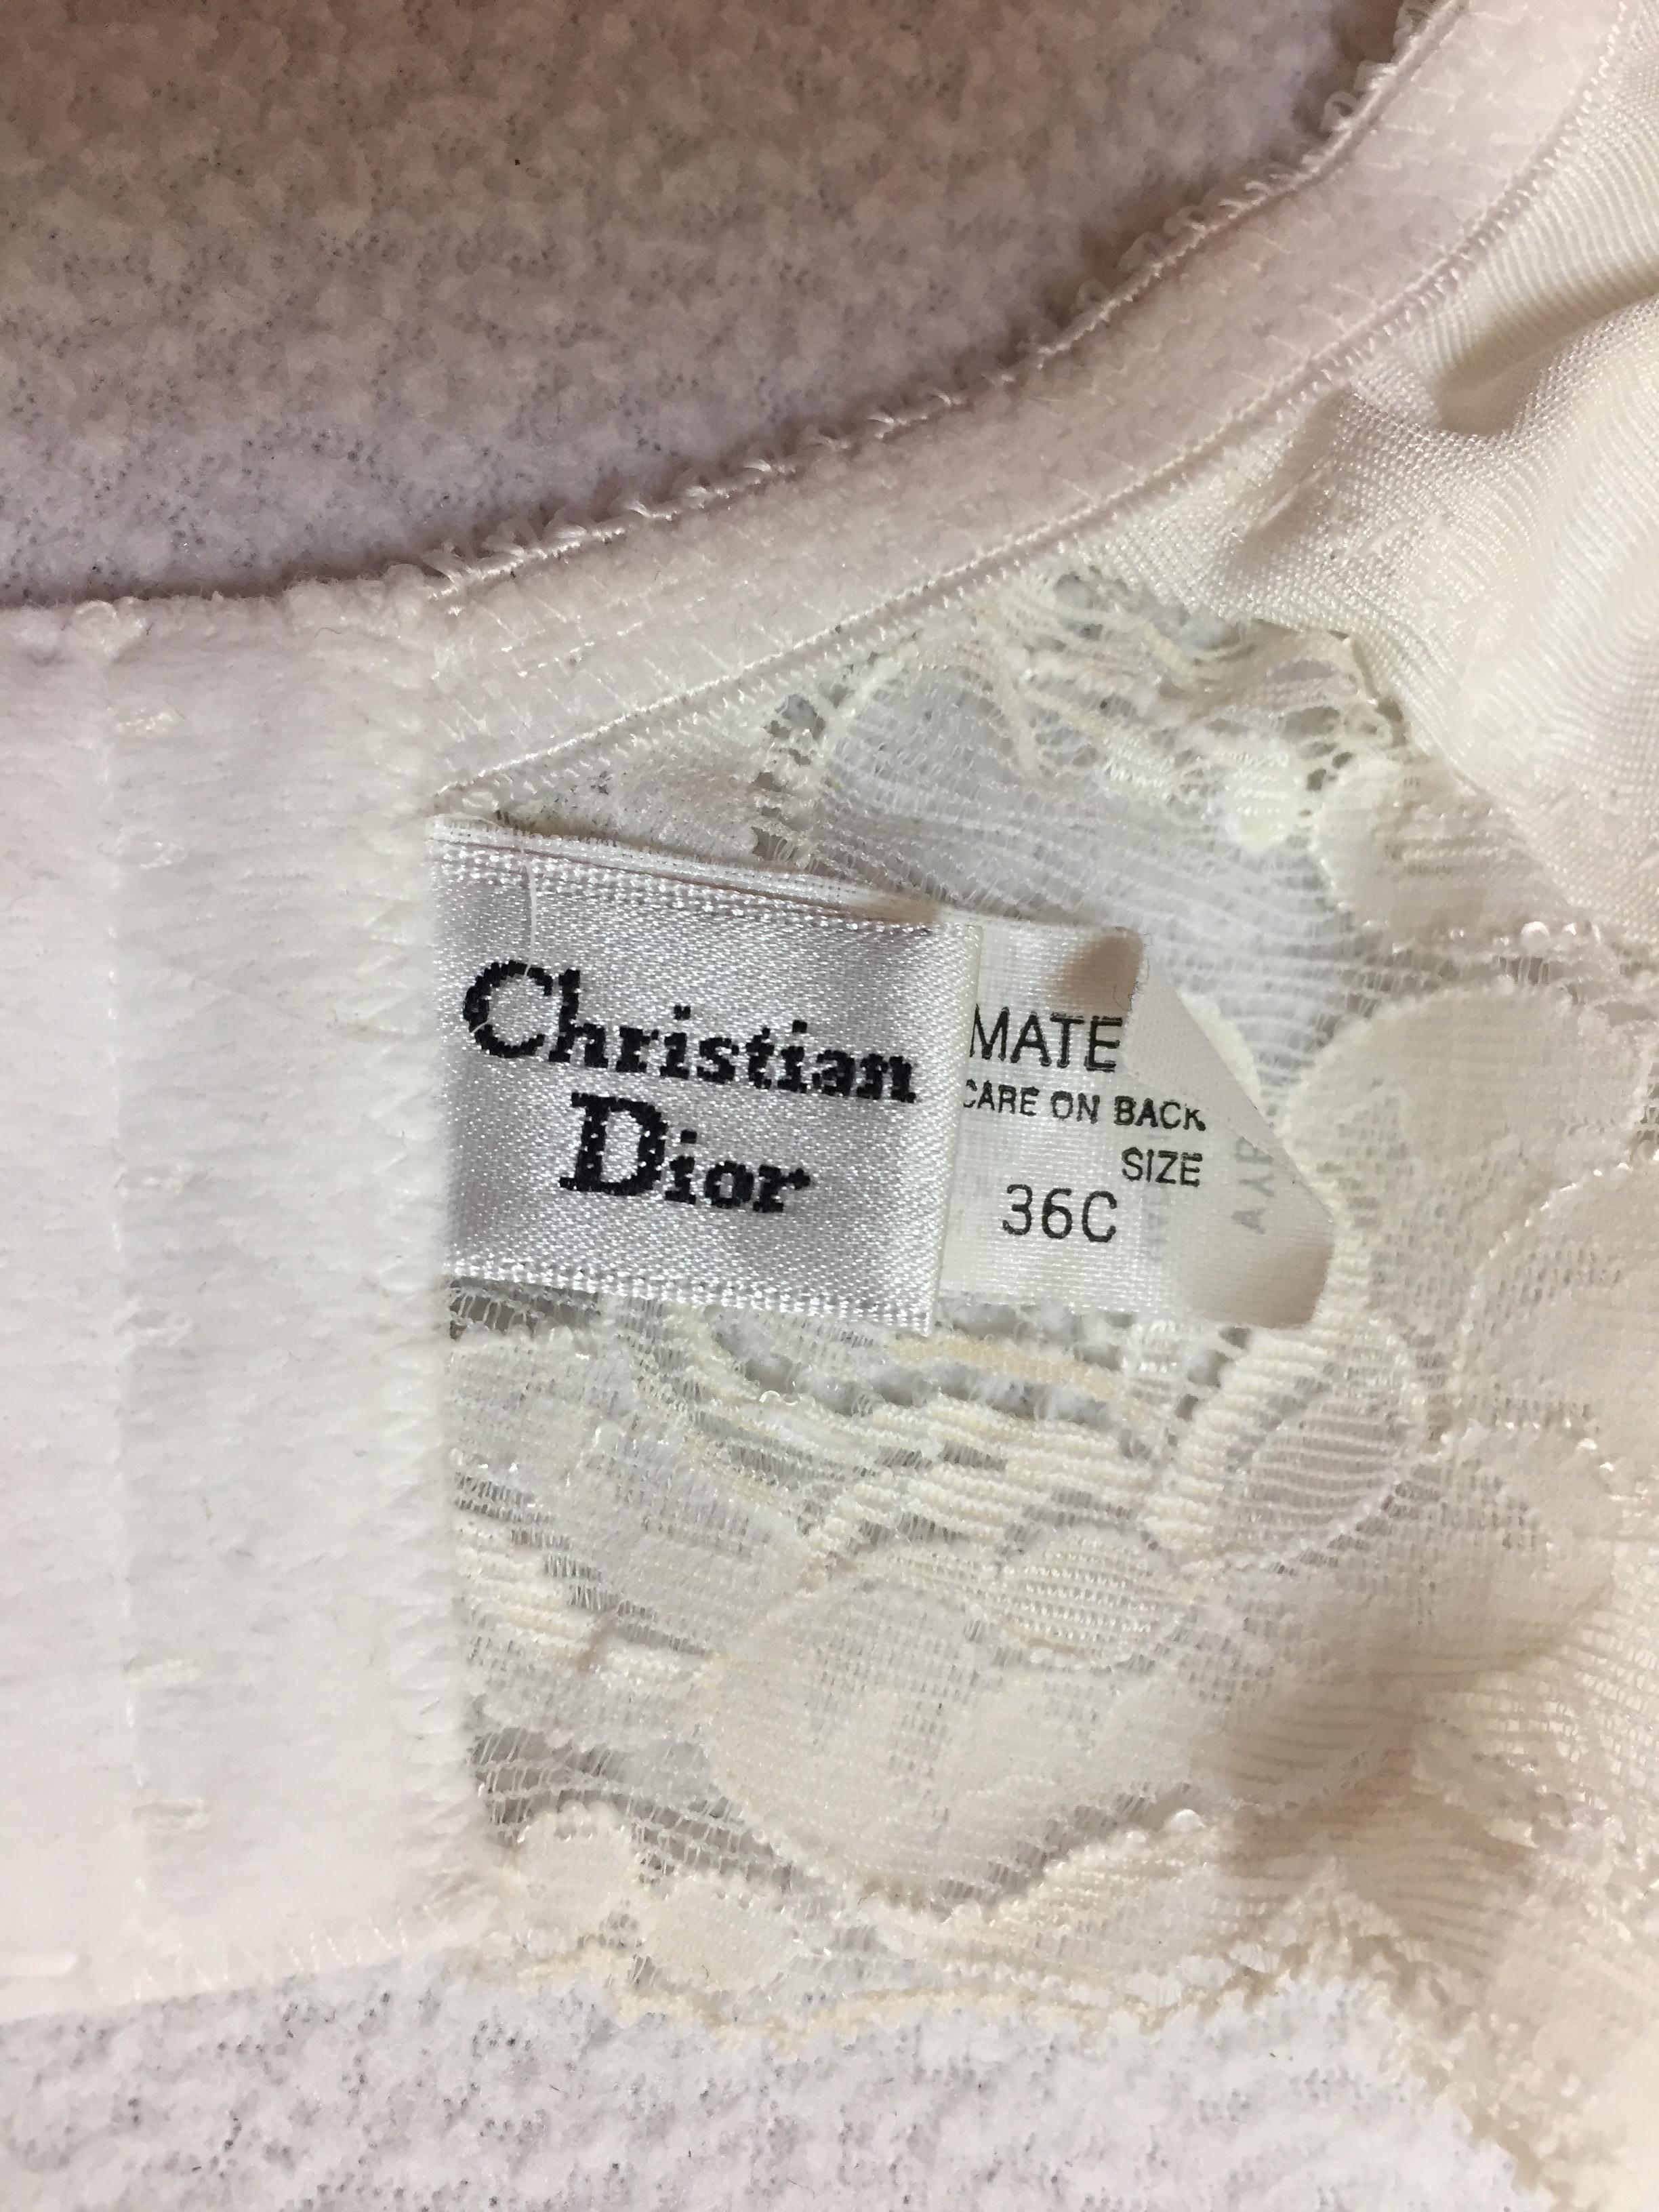 Christian
Dior
MATE
CARE ON BACK
SIZE
36C